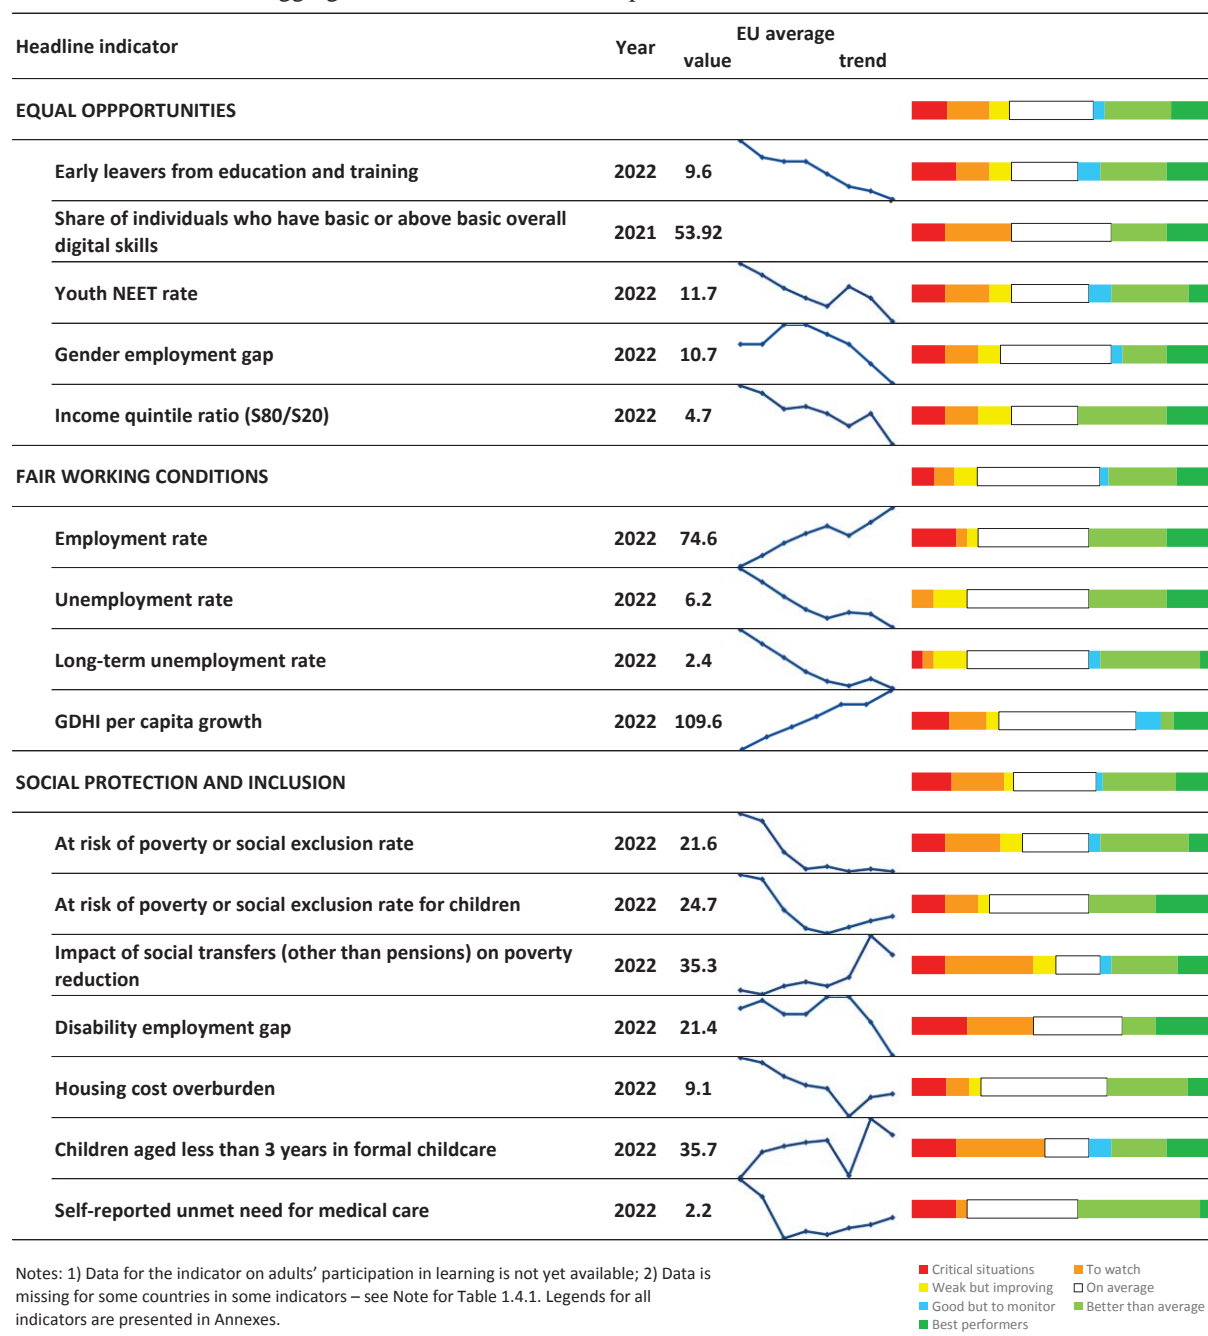 Headline indicator Year EU average
value trend
EQUAL OPPPORTUNITIES
Early leavers from education and training 2022 9.6
Share of individuals who have basic or above basic overall
digital skills 2021 53.92
Youth NEET rate 2022 11.7
Gender employment gap 2022 10.7
Income quintile ratio (S80/S20) 2022 4.7
FAIR WORKING CONDITIONS
Employment rate 2022 74.6
Unemployment rate 2022 6.2
Long-term unemployment rate 2022 2.4
GDHI per capita growth 2022 109.6
SOCIAL PROTECTION AND INCLUSION
At risk of poverty or social exclusion rate 2022 21.6
At risk of poverty or social exclusion rate for children 2022 24.7
Impact of social transfers (other than pensions) on poverty
reduction 2022 35.3
Disability employment gap 2022 21.4
Housing cost overburden 2022 9.1
Children aged less than 3 years in formal childcare 2022 35.7
Self-reported unmet need for medical care 2022 2.2
Notes: 1) Data for the indicator on adults' participation in learning is not yet available; 2) Data is
missing for some countries in some indicators – see Note for Table 1.4.1. Legends for all
indicators are presented in Annexes.
Critical situations To watch
Weak but improving On average
Good but to monitor Better than average
Best performers